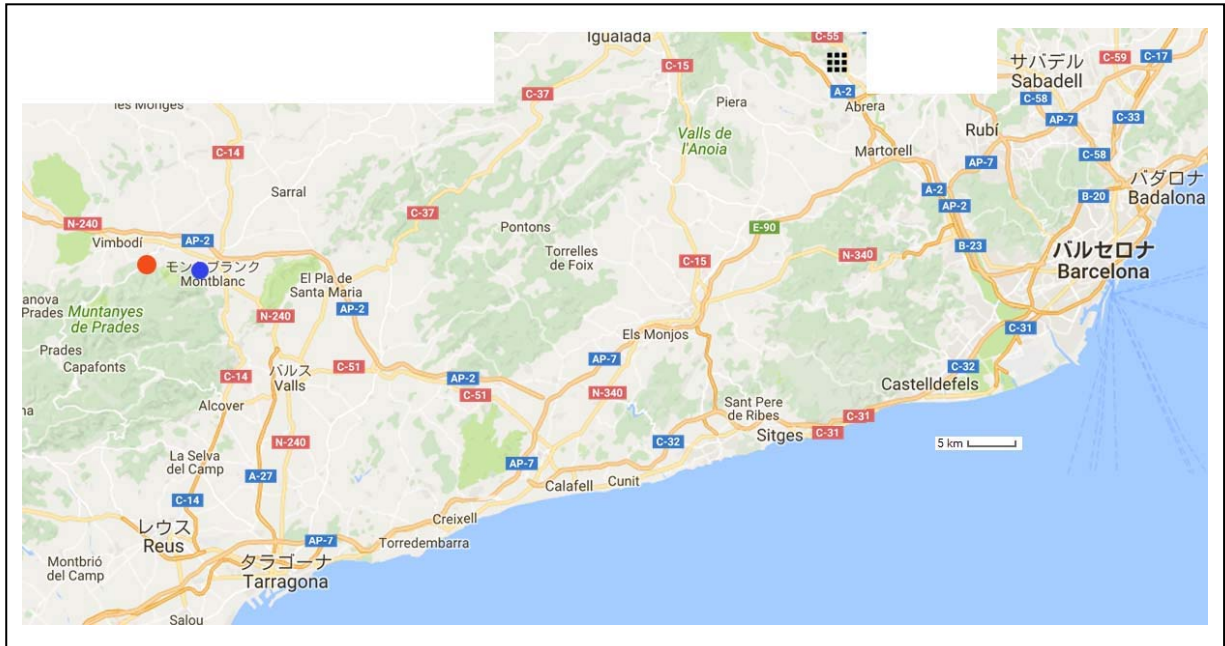 Igualada
C-55
サバデル
Sabadell
C-59
C-17
C-15
C-37
A-2
Abrera
Piera
C-58
C-33
AP-7
Rubí
les Monges
Valls de
l'Anoia
Martorell
C-14
AP-7
C-58
バダロナ
Badalona
Sarral
A-2
AP-2
B-20
C-37
N-240
Vimbodí
AP-2
Pontons
E-90
B-23
バルセロナ
Barcelona
Torrelles
de Foix
C-15
N-340
Montblanc
El Pla de
Santa Maria
anova
Prades
Muntanyes
de Prades
N-240
AP-2
C-31
Els Monjos
Prades
Capafonts
AP-7
C-32
バルス
Valls
C-51
C-14
AP-2
C-51
N-340
Castelldefels
Alcover
Sant Pere
de Ribes
C-31
Sitges
C-31
N-240
C-32
5 km
La Selva
del Camp
A-27
AP-7
Calafell
Cunit
C-14
Creixell
レウス
Reus
AP-7
Torredembarra
タラゴーナ
Tarragona
Montbrió
del Camp
Salou